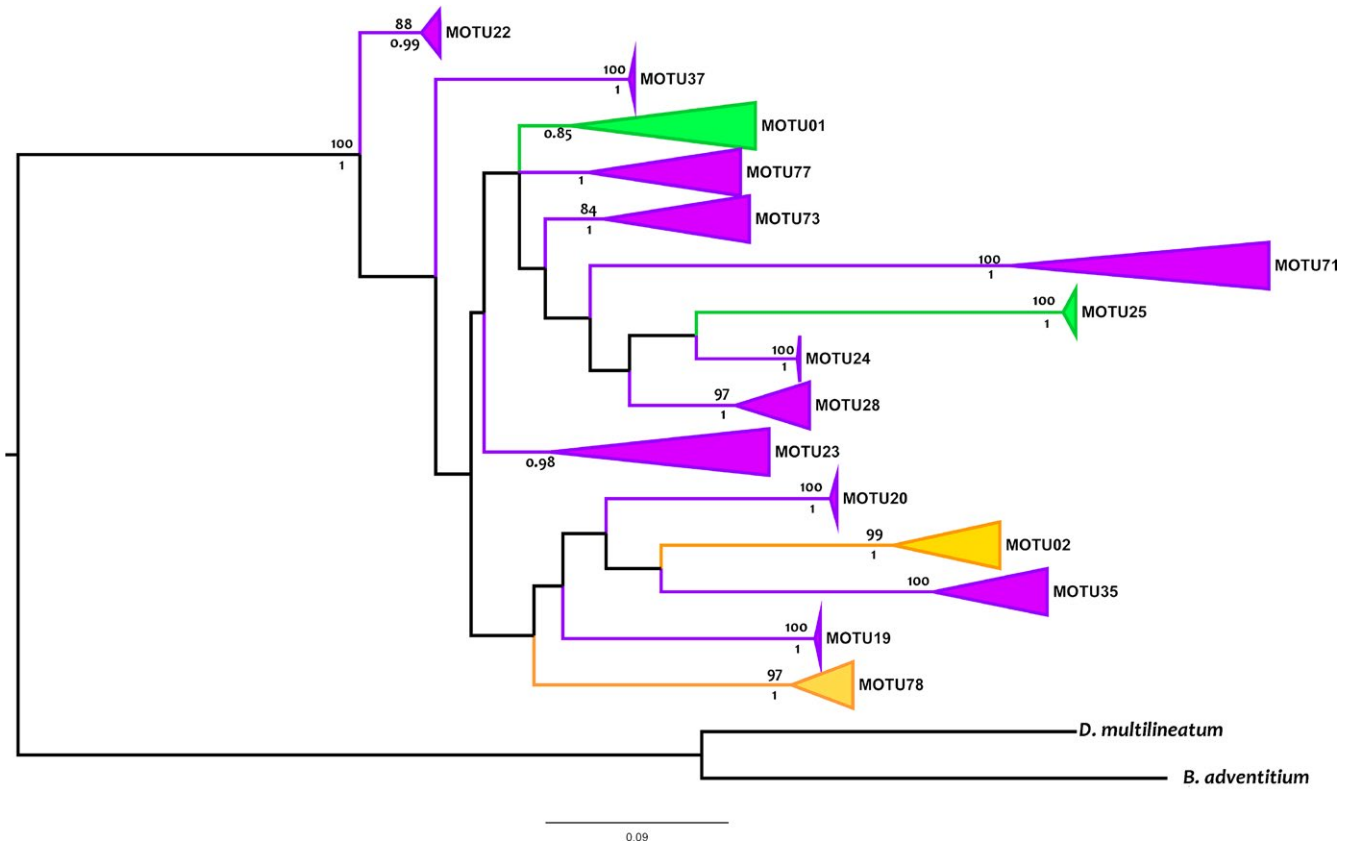 88
MOTU22
0.99
100
MOTU37
1
MOTU01
0.85
100
1
MOTU77
1
84
MOTU73
1
100
MOTU71
1
100
MOTU25
1
100
MOTU24
1
97
MOTU28
1
MOTU23
0.98
100
MOTU20
1
99
MOTU02
1
100
MOTU35
100
MOTU19
1
97
MOTU78
1
D. multilineatum
B. adventitium
0.09